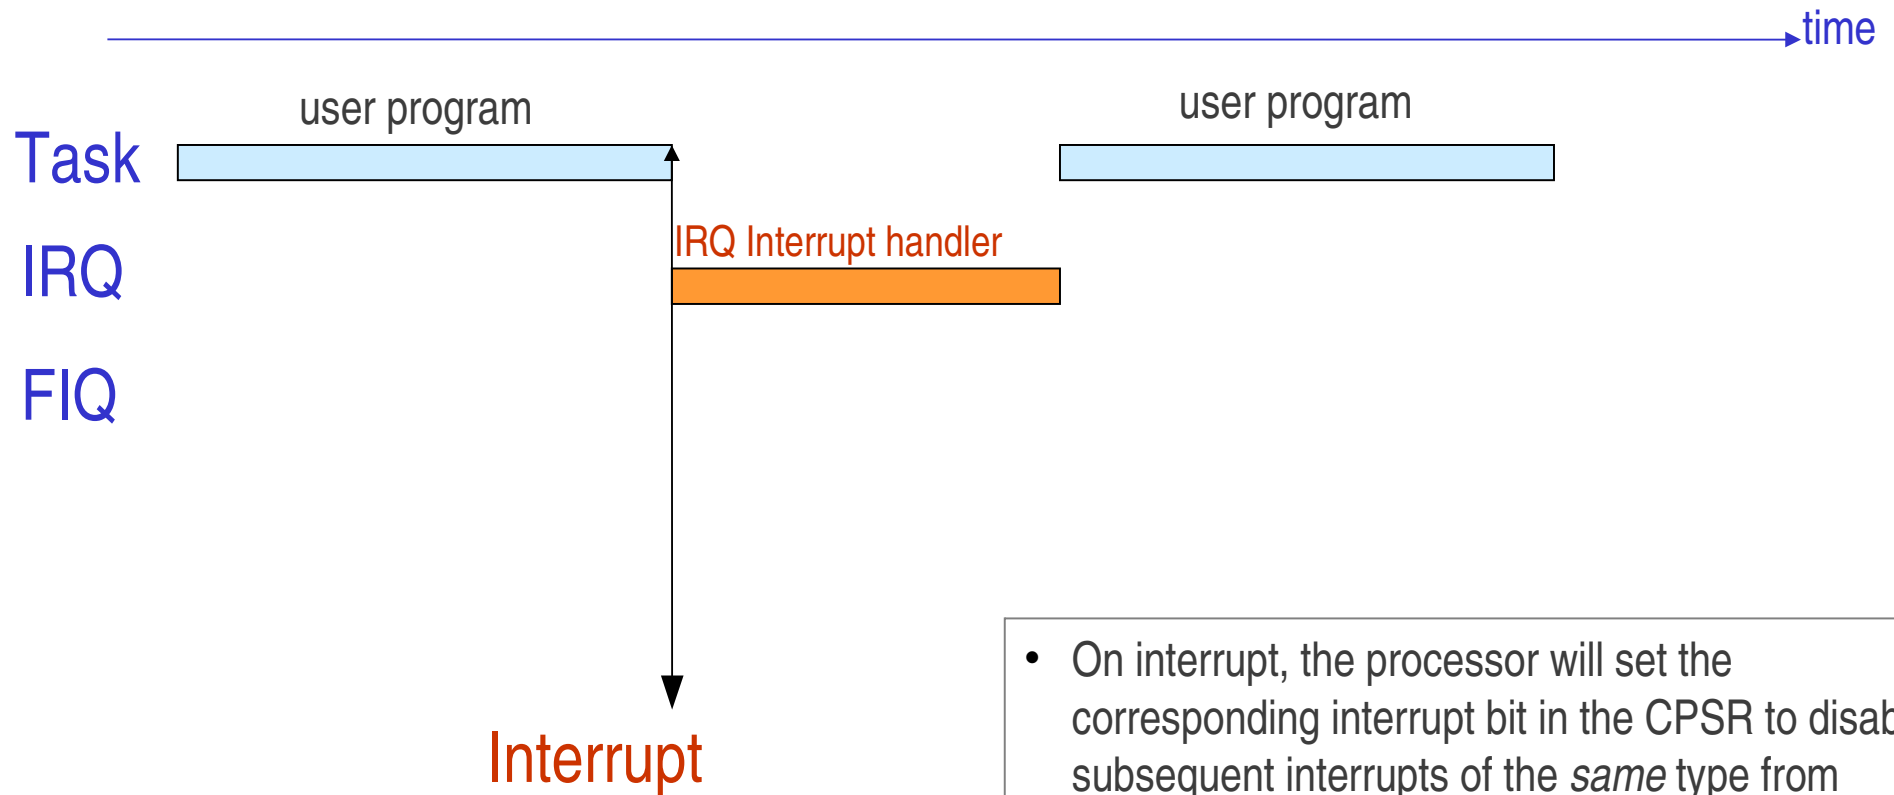 time
user program
user program
Task
IRQ Interrupt handler
IRQ
FIQ
Interrupt
• On interrupt, the processor will set the
corresponding interrupt bit in the CPSR to
subsequent interrupts of the same type from